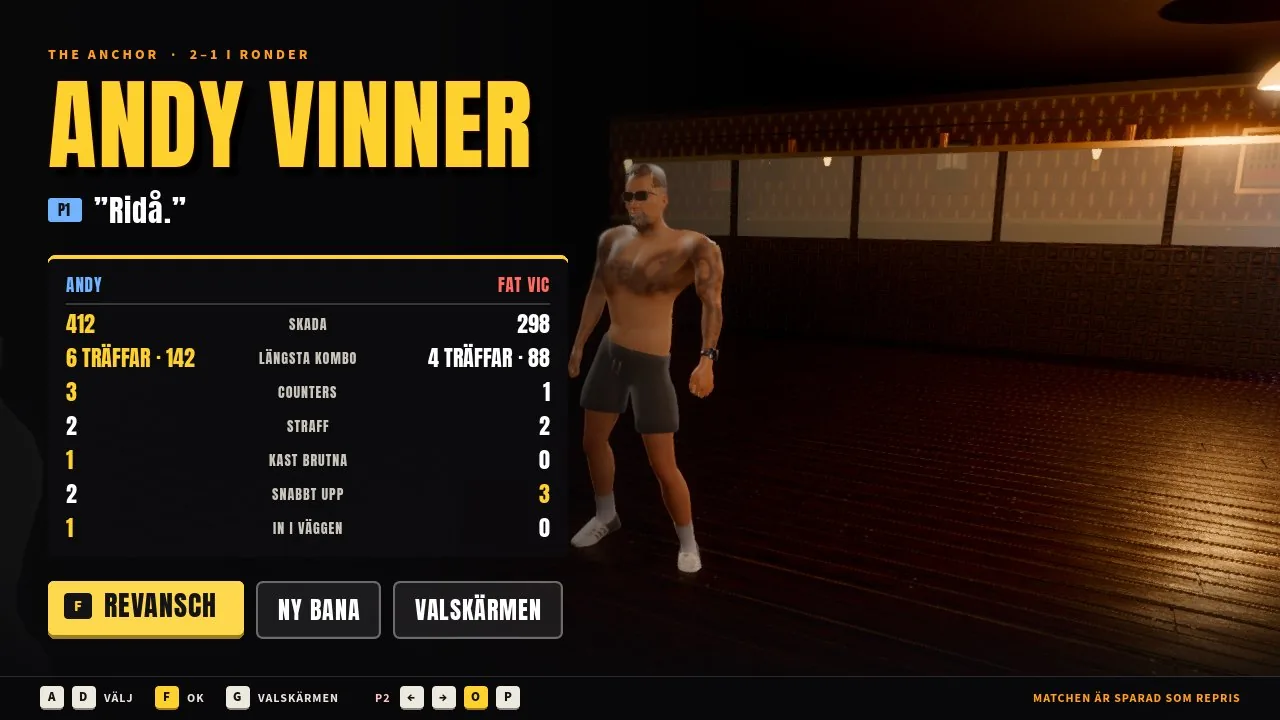 THE ANCHOR · 2–1 I RONDER
ANDY VINNER
P1 ”Ridå.”
ANDY FAT VIC
412 SKADA 298
6 TRÄFFAR · 142 LÄNGSTA KOMBO 4 TRÄFFAR · 88
3 COUNTERS 1
2 STRAFF 2
1 KAST BRUTNA 0
2 SNABBT UPP 3
1 IN I VÄGGEN 0
F REVANSCH NY BANA VALSKÄRMEN
A D VÄLJ F OK G VALSKÄRMEN P2 ← → O P MATCHEN ÄR SPARAD SOM REPRIS